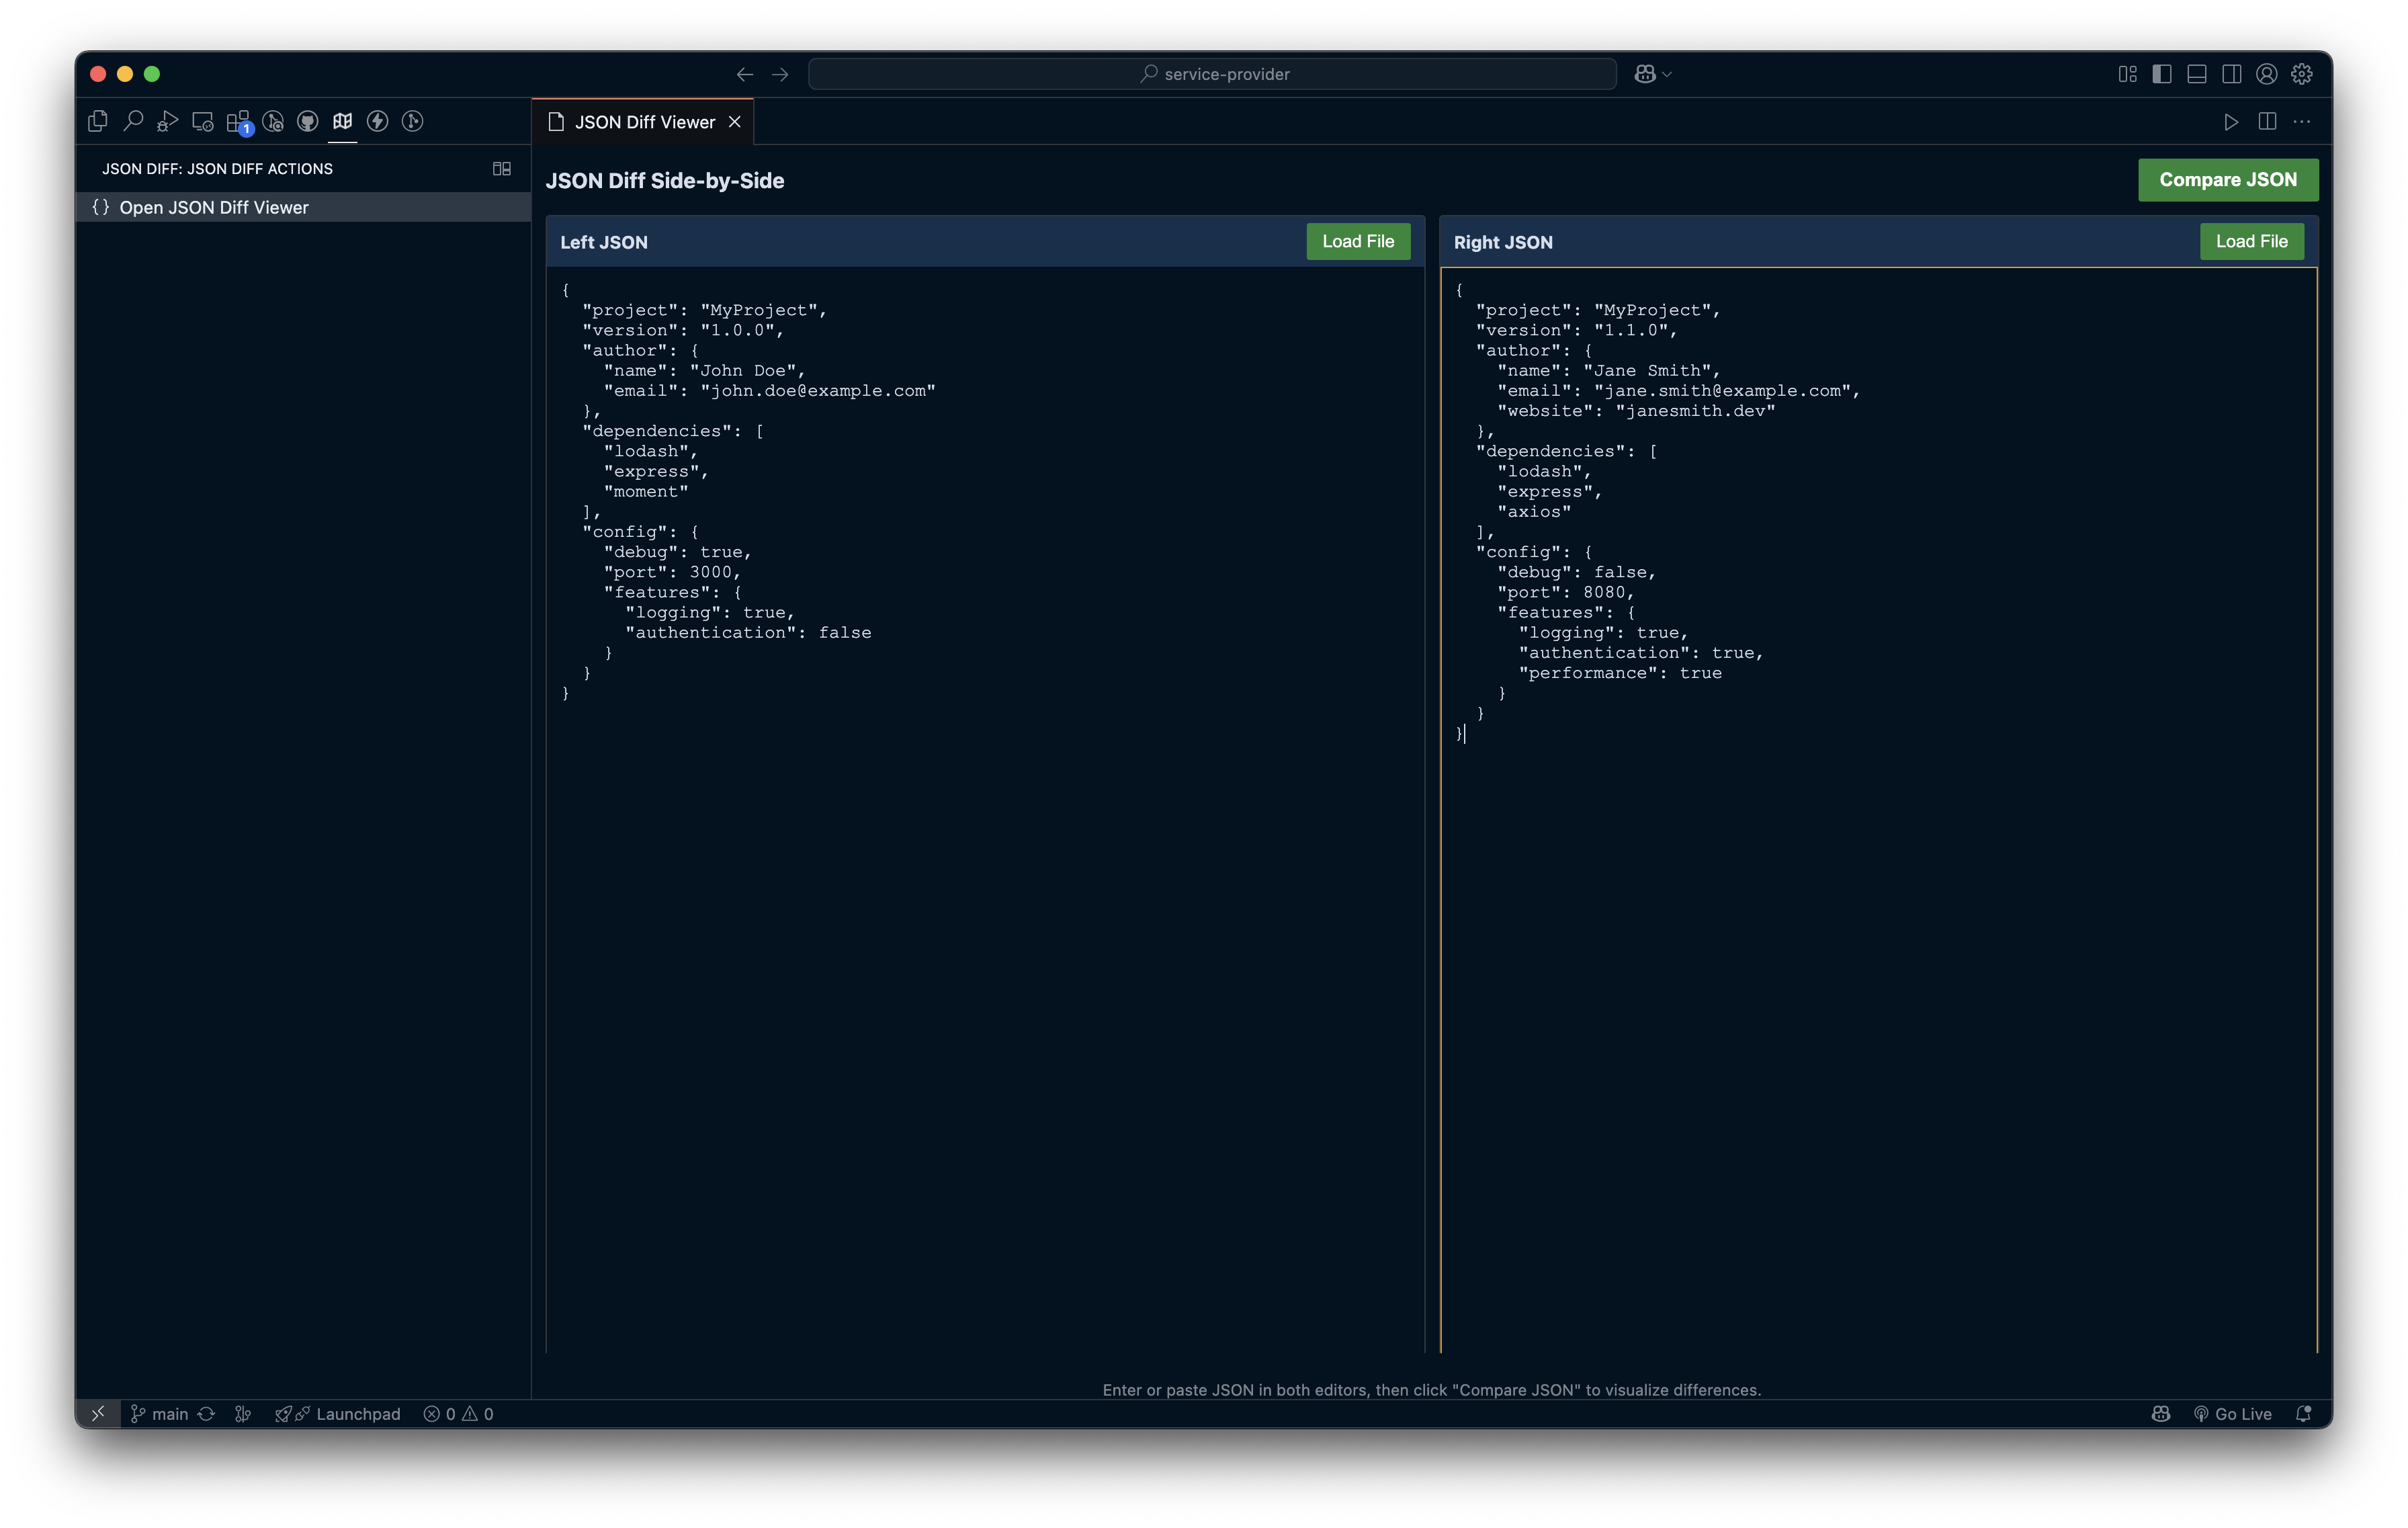 service-provider
1
JSON Diff Viewer
JSON DIFF: JSON DIFF ACTIONS
{} Open JSON Diff Viewer
JSON Diff Side-by-Side
Compare JSON
Left JSON
Load File
{
  "project": "MyProject",
  "version": "1.0.0",
  "author": {
    "name": "John Doe",
    "email": "john.doe@example.com"
  },
  "dependencies": [
    "lodash",
    "express",
    "moment"
  ],
  "config": {
    "debug": true,
    "port": 3000,
    "features": {
      "logging": true,
      "authentication": false
    }
  }
}
Right JSON
Load File
{
  "project": "MyProject",
  "version": "1.1.0",
  "author": {
    "name": "Jane Smith",
    "email": "jane.smith@example.com",
    "website": "janesmith.dev"
  },
  "dependencies": [
    "lodash",
    "express",
    "axios"
  ],
  "config": {
    "debug": false,
    "port": 8080,
    "features": {
      "logging": true,
      "authentication": true,
      "performance": true
    }
  }
}
Enter or paste JSON in both editors, then click "Compare JSON" to visualize differences.
main Launchpad 0 0 Go Live